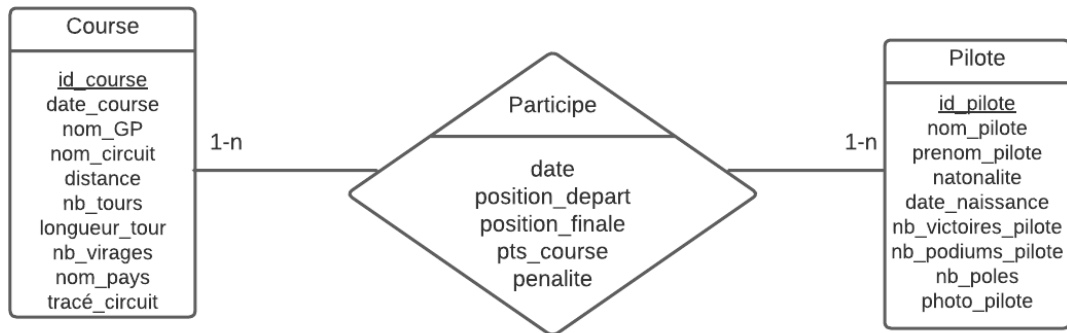 Course
id_course
date_course
nom_GP
nom_circuit
distance
nb_tours
longueur_tour
nb_virages
nom_pays
tracé_circuit
1-n
Participe
date
position_depart
position_finale
pts_course
penalite
1-n
Pilote
id_pilote
nom_pilote
prenom_pilote
natonalite
date_naissance
nb_victoires_pilote
nb_podiums_pilote
nb_poles
photo_pilote